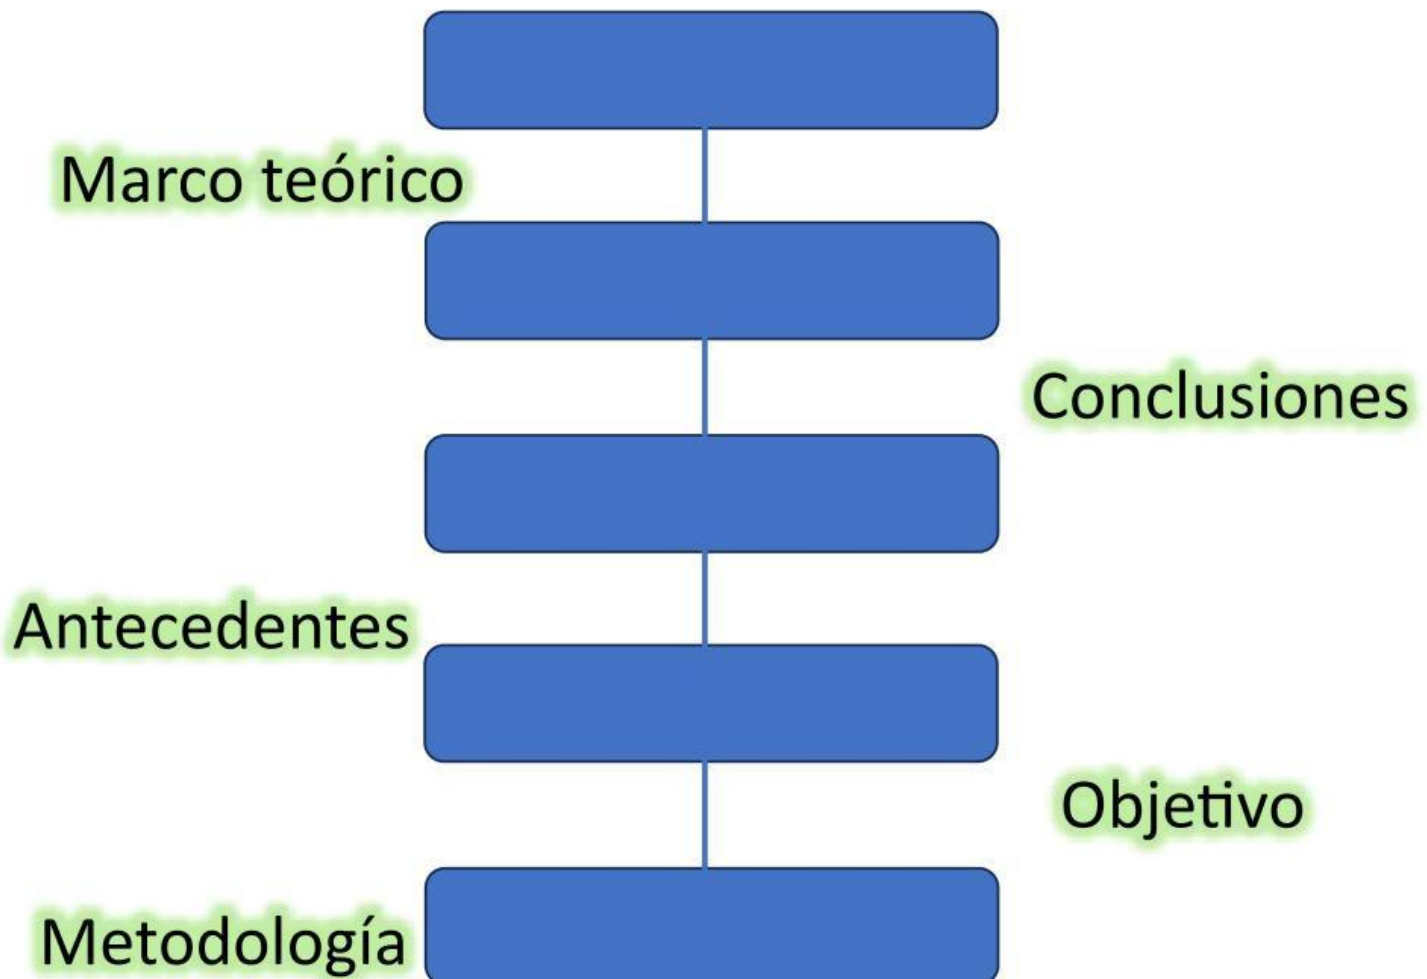 Marco teórico
Conclusiones
Antecedentes
Objetivo
Metodología